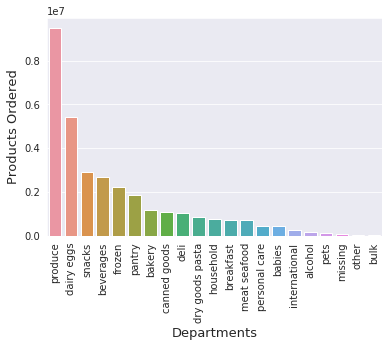 1e7
Products Ordered
0.8
0.6
0.4
0.2
0.0
produce
dairy eggs
snacks
beverages
frozen
pantry
bakery
canned goods
deli
dry goods pasta
household
breakfast
meat seafood
personal care
babies
international
alcohol
pets
missing
other
bulk
Departments